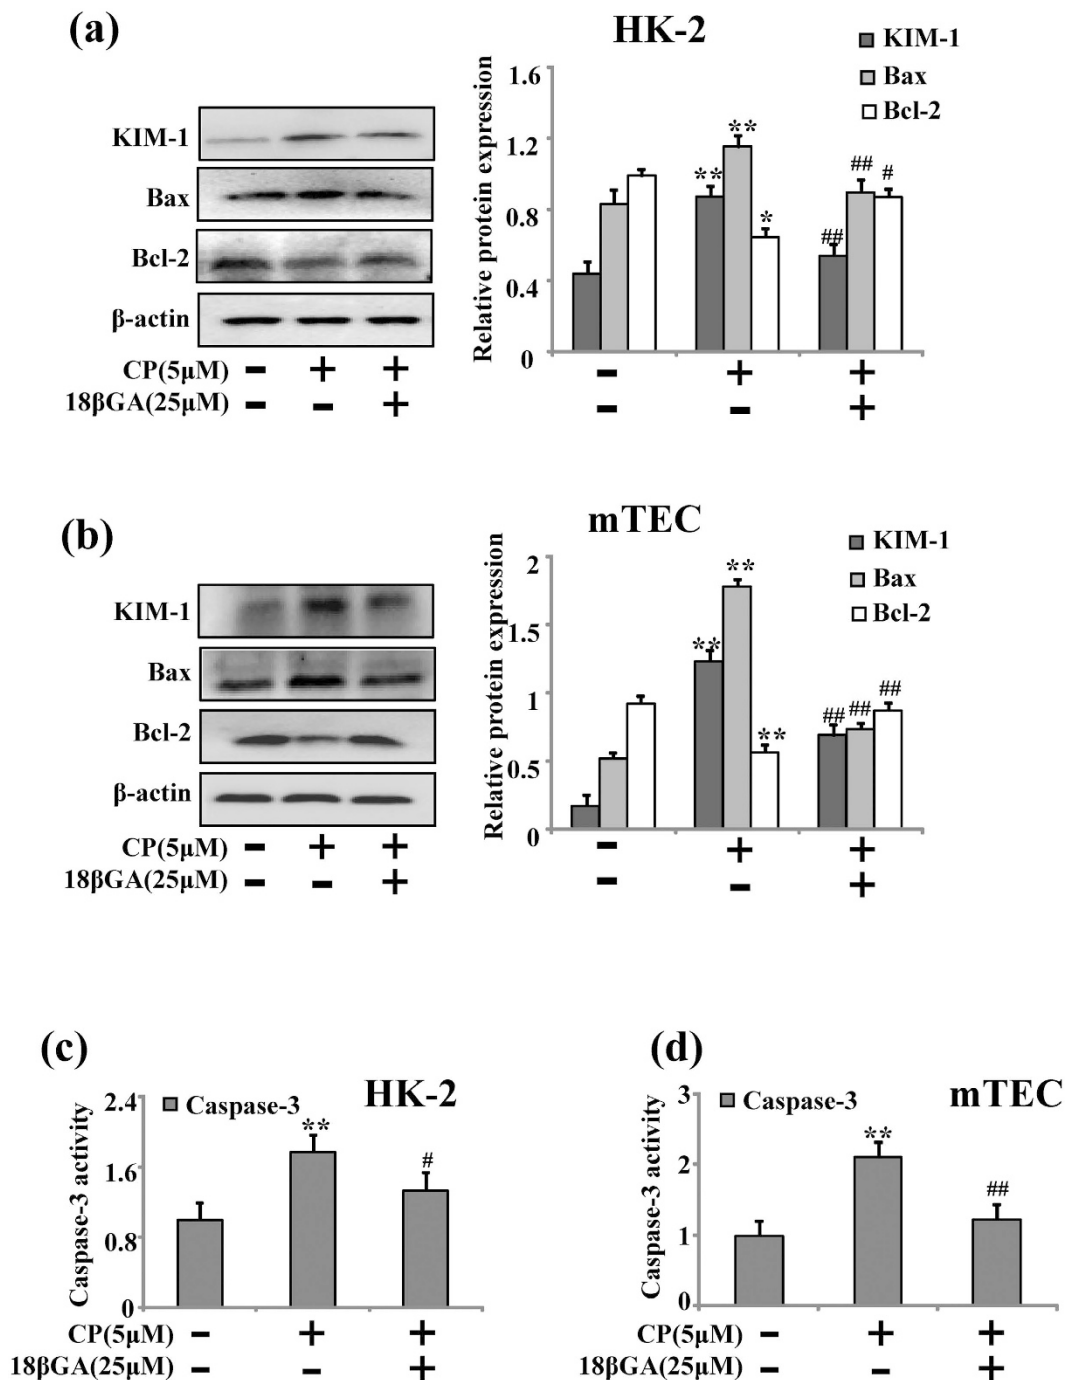 (a)
HK-2
KIM-1
Bax
Bcl-2
β-actin
CP(5μM) - + +
18βGA(25μM) - - +
Relative protein expression
1.6
1.2
0.8
0.4
0
KIM-1
Bax
Bcl-2
** ** *
## ## #
- + +
- - +
(b)
mTEC
KIM-1
Bax
Bcl-2
β-actin
CP(5μM) - + +
18βGA(25μM) - - +
Relative protein expression
2
1.5
1
0.5
0
KIM-1
Bax
Bcl-2
** ** **
## ## ##
- + +
- - +
(c)
HK-2
Caspase-3
Caspase-3 activity
2.4
1.6
0.8
0
**
#
CP(5μM) - + +
18βGA(25μM) - - +
(d)
mTEC
Caspase-3
Caspase-3 activity
3
2
1
0
**
##
CP(5μM) - + +
18βGA(25μM) - - +